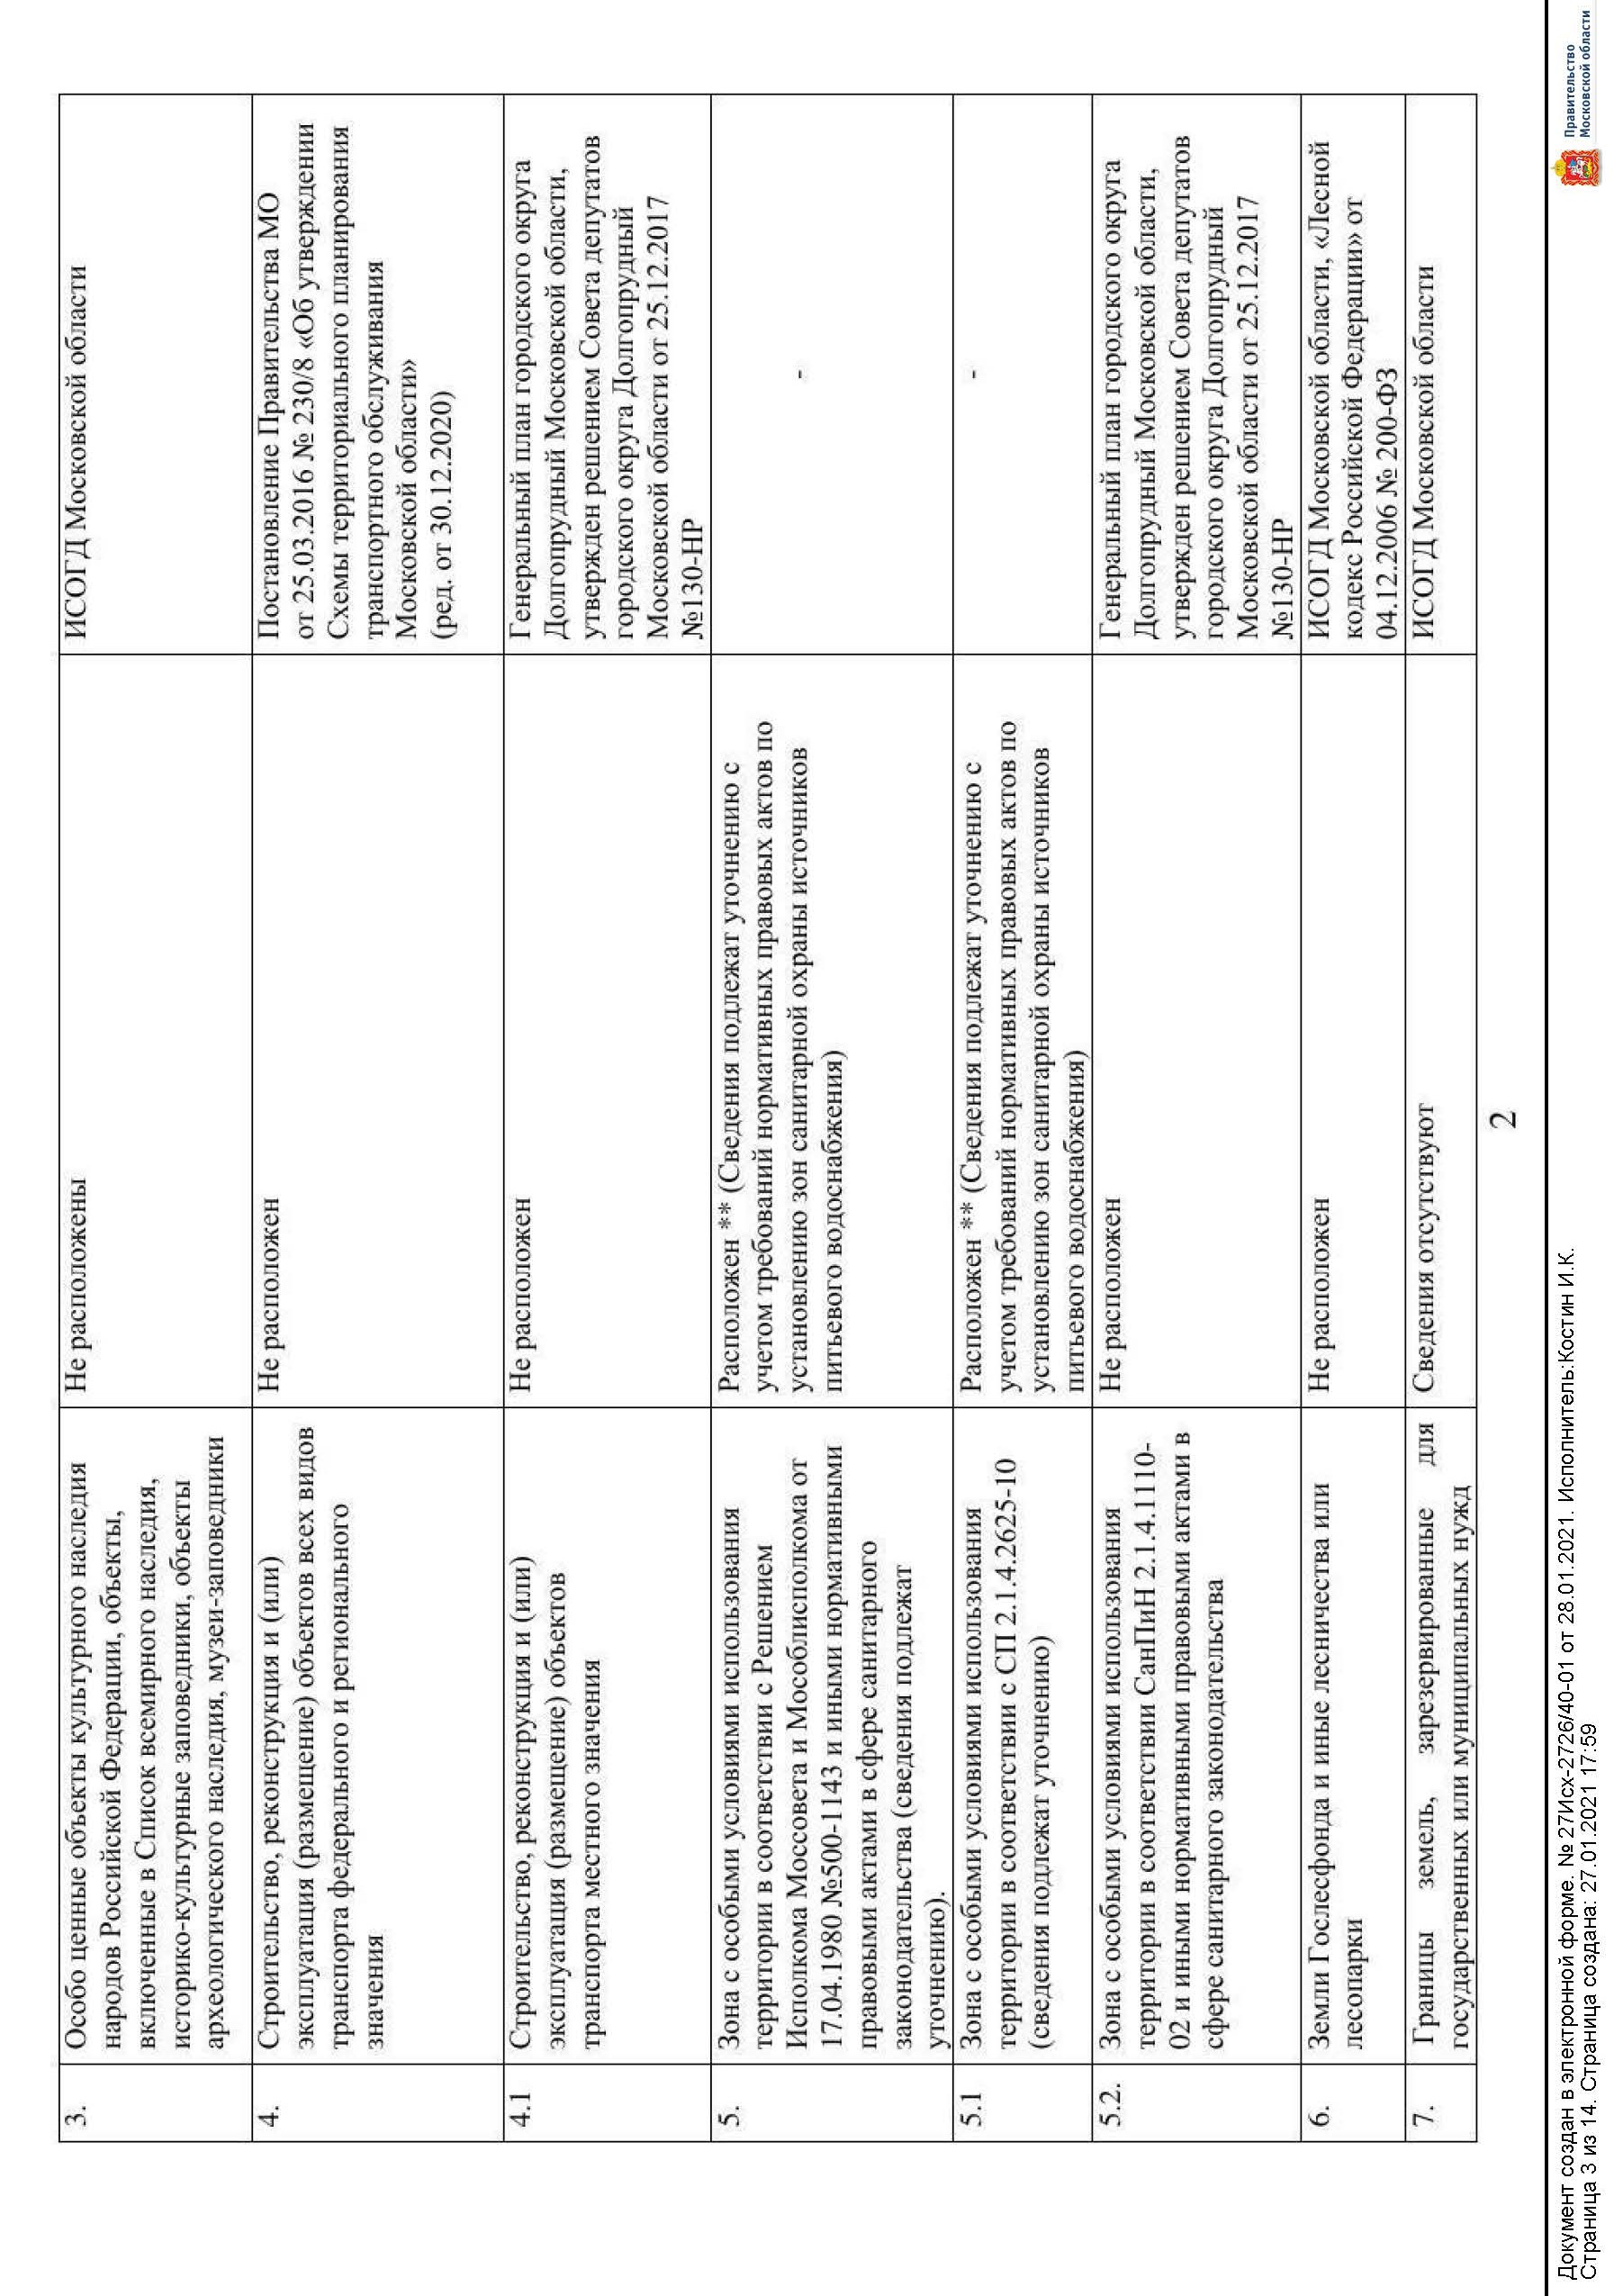 3.
Особо ценные объекты культурного наследия
народов Российской Федерации, объекты,
включенные в Список всемирного наследия,
историко-культурные заповедники, объекты
археологического наследия, музеи-заповедники
Не расположены
ИСОГД Московской области
4.
Строительство, реконструкция и (или)
эксплуатация (размещение) объектов всех видов
транспорта федерального и регионального
значения
Не расположен
Постановление Правительства МО
от 25.03.2016 № 230/8 «Об утверждении
Схемы территориального планирования
транспортного обслуживания
Московской области»
(ред. от 30.12.2020)
4.1
Строительство, реконструкция и (или)
эксплуатация (размещение) объектов
транспорта местного значения
Не расположен
Генеральный план городского округа
Долгопрудный Московской области,
утвержден решением Совета депутатов
городского округа Долгопрудный
Московской области от 25.12.2017
№130-НР
5.
Зона с особыми условиями использования
территории в соответствии с Решением
Исполкома Моссовета и Мособлисполкома от
17.04.1980 №500-1143 и иными нормативными
правовыми актами в сфере санитарного
законодательства (сведения подлежат
уточнению).
Расположен ** (Сведения подлежат уточнению с
учетом требований нормативных правовых актов по
установлению зон санитарной охраны источников
питьевого водоснабжения)
-
5.1
Зона с особыми условиями использования
территории в соответствии с СП 2.1.4.2625-10
(сведения подлежат уточнению)
Расположен ** (Сведения подлежат уточнению с
учетом требований нормативных правовых актов по
установлению зон санитарной охраны источников
питьевого водоснабжения)
-
5.2.
Зона с особыми условиями использования
территории в соответствии СанПиН 2.1.4.1110-
02 и иными нормативными правовыми актами в
сфере санитарного законодательства
Не расположен
Генеральный план городского округа
Долгопрудный Московской области,
утвержден решением Совета депутатов
городского округа Долгопрудный
Московской области от 25.12.2017
№130-НР
6.
Земли Гослесфонда и иные лесничества или
лесопарки
Не расположен
ИСОГД Московской области, «Лесной
кодекс Российской Федерации» от
04.12.2006 № 200-ФЗ
7.
Границы земель, зарезервированные для
государственных или муниципальных нужд
Сведения отсутствуют
ИСОГД Московской области
2
Документ создан в электронной форме. № 27Исх-2726/40-01 от 28.01.2021. Исполнитель:Костин И.К.
Страница 3 из 14. Страница создана: 27.01.2021 17:59
Правительство
Московской области